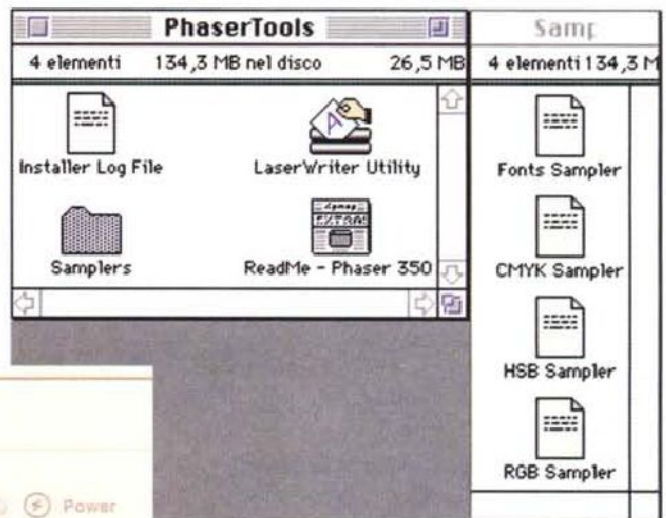 PhaserTools
4 elementi 134,3 MB nel disco 26,5 MB
Installer Log File
LaserWriter Utility
Samplers
EXTRA!
ReadMe - Phaser 350
Samp
4 elementi 134,3 M
Fonts Sampler
CMYK Sampler
HSB Sampler
RGB Sampler
Power